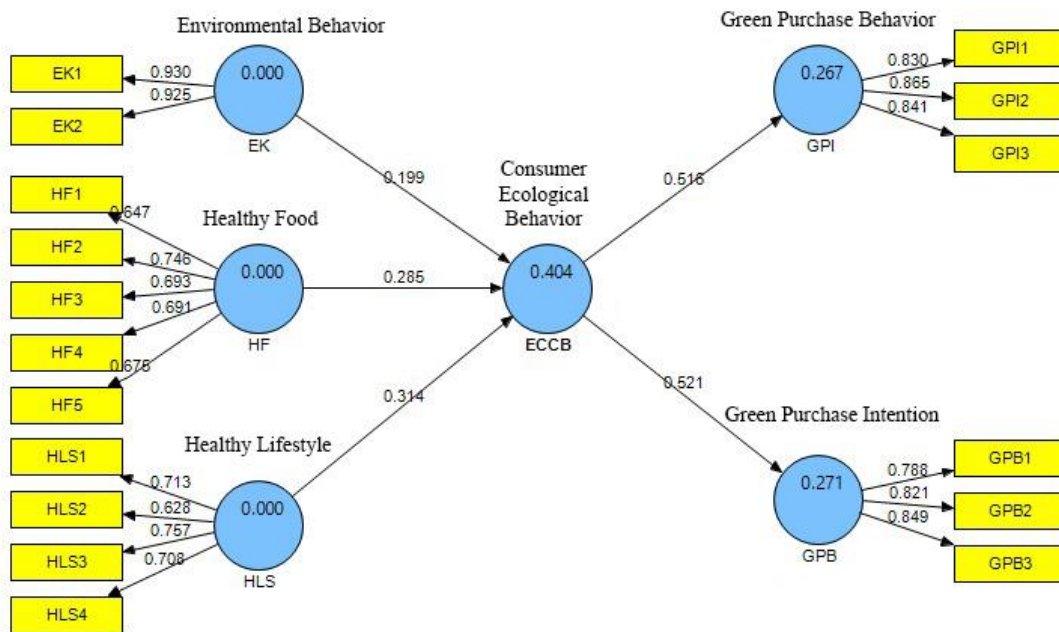 Environmental Behavior
EK1
EK2
0.930
0.925
0.000
EK
0.199
HF1
HF2
HF3
HF4
HF5
0.647
0.746
0.693
0.691
0.675
Healthy Food
0.000
HF
0.285
HLS1
HLS2
HLS3
HLS4
0.713
0.628
0.757
0.708
Healthy Lifestyle
0.000
HLS
0.314
Consumer
Ecological
Behavior
0.404
ECCB
0.516
0.521
Green Purchase Behavior
0.267
GPI
0.830
0.865
0.841
GPI1
GPI2
GPI3
Green Purchase Intention
0.271
GPB
0.788
0.821
0.849
GPB1
GPB2
GPB3